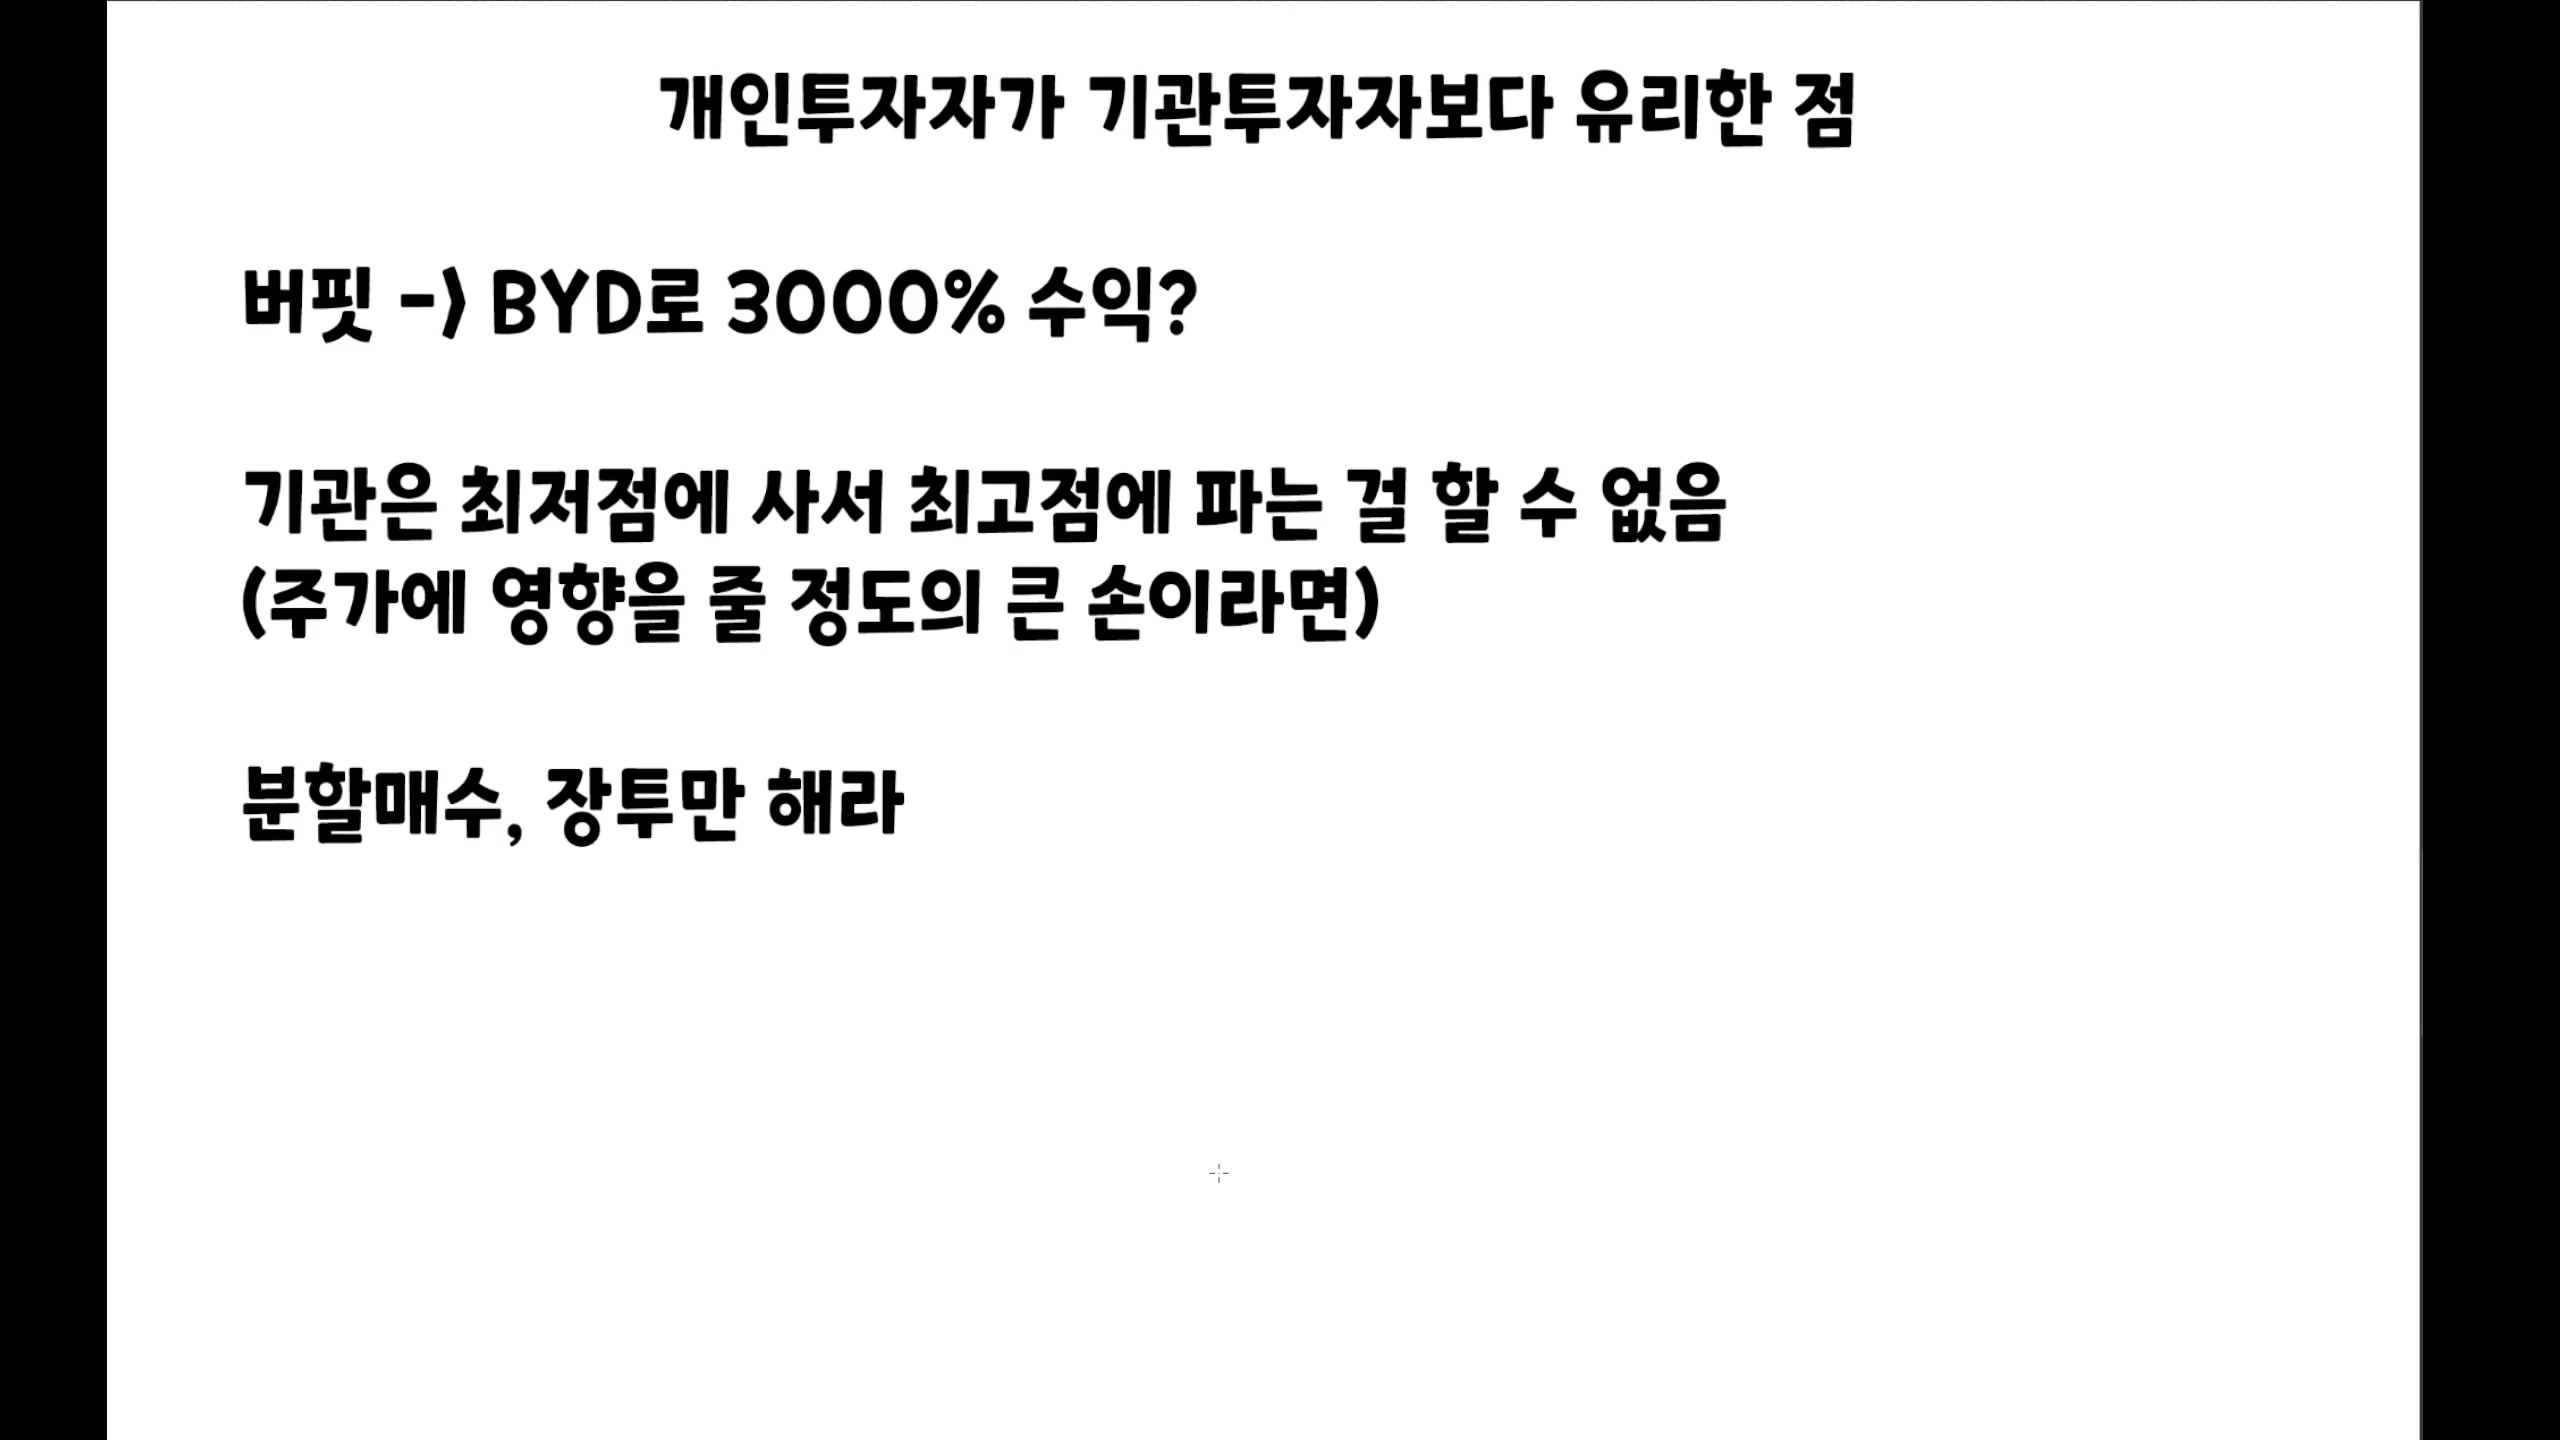 개인투자자가 기관투자자보다 유리한 점
버핏 -> BYD로 3000% 수익?
기관은 최저점에 사서 최고점에 파는 걸 할 수 없음
(주가에 영향을 줄 정도의 큰 손이라면)
분할매수, 장투만 해라